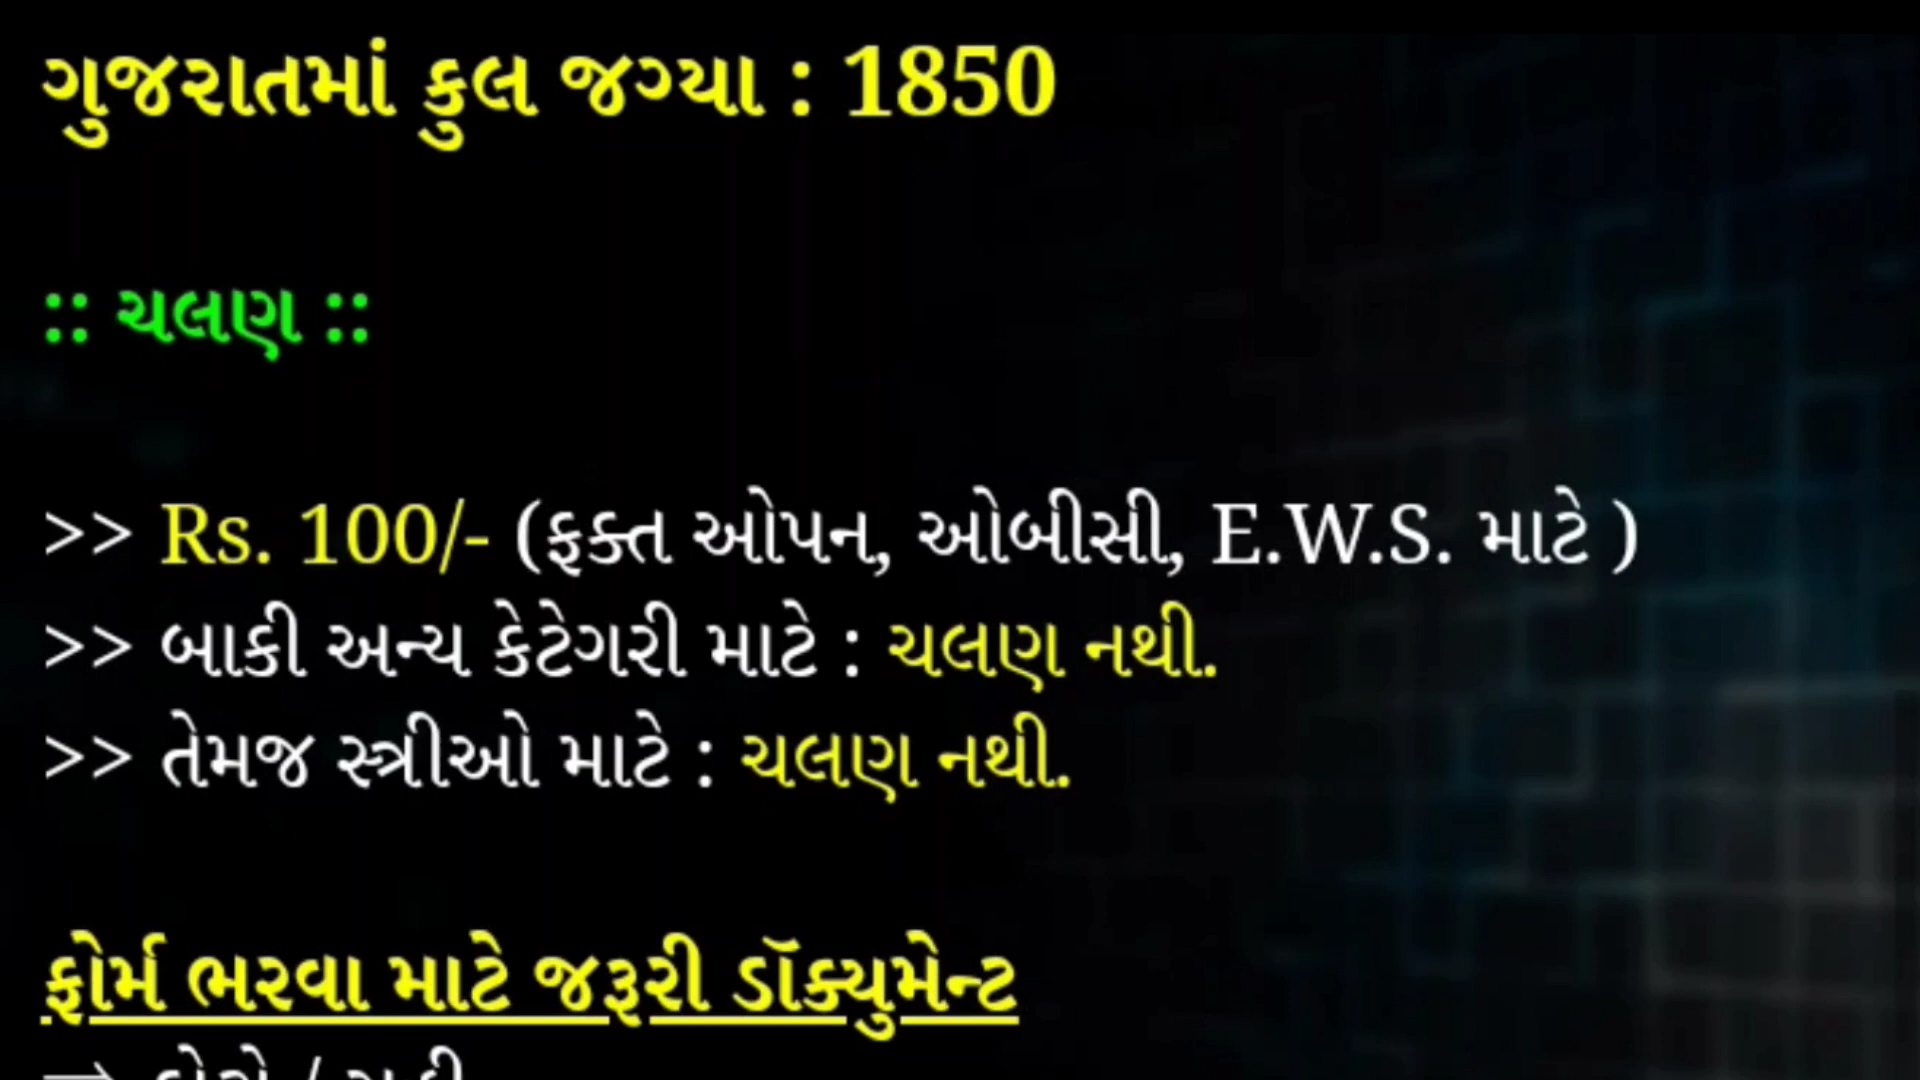 ગુજરાતમાં કુલ જગ્યા : 1850
:: ચલણ ::
>> Rs. 100/- (ફક્ત ઓપન, ઓબીસી, E.W.S. માટે )
>> બાકી અન્ય કેટેગરી માટે : ચલણ નથી.
>> તેમજ સ્ત્રીઓ માટે : ચલણ નથી.
ફોર્મ ભરવા માટે જરૂરી ડૉક્યુમેન્ટ